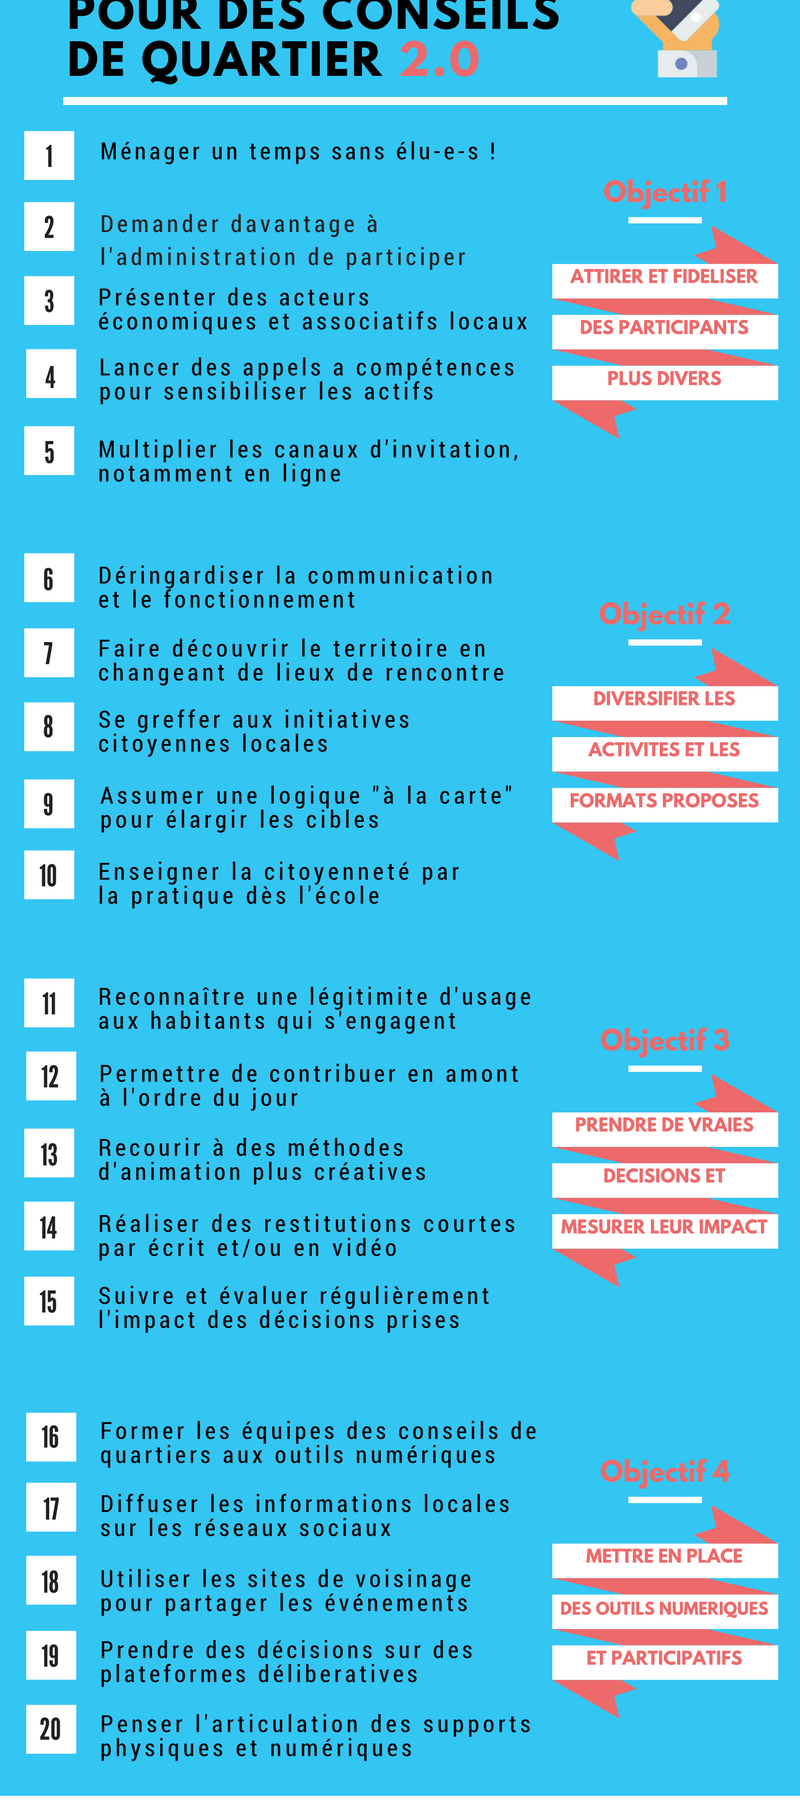 POUR DES CONSEILS
DE QUARTIER 2.0
1
Ménager un temps sans élu-e-s !
2
Demander davantage à
l'administration de participer
3
Présenter des acteurs
économiques et associatifs locaux
4
Lancer des appels a compétences
pour sensibiliser les actifs
5
Multiplier les canaux d'invitation,
notamment en ligne
Objectif 1
ATTIRER ET FIDELISER
DES PARTICIPANTS
PLUS DIVERS
6
Déringardiser la communication
et le fonctionnement
7
Faire découvrir le territoire en
changeant de lieux de rencontre
8
Se greffer aux initiatives
citoyennes locales
9
Assumer une logique "à la carte"
pour élargir les cibles
10
Enseigner la citoyenneté par
la pratique dès l'école
Objectif 2
DIVERSIFIER LES
ACTIVITES ET LES
FORMATS PROPOSES
11
Reconnaître une légitimite d'usage
aux habitants qui s'engagent
12
Permettre de contribuer en amont
à l'ordre du jour
13
Recourir à des méthodes
d'animation plus créatives
14
Réaliser des restitutions courtes
par écrit et/ou en vidéo
15
Suivre et évaluer régulièrement
l'impact des décisions prises
Objectif 3
PRENDRE DE VRAIES
DECISIONS ET
MESURER LEUR IMPACT
16
Former les équipes des conseils de
quartiers aux outils numériques
17
Diffuser les informations locales
sur les réseaux sociaux
18
Utiliser les sites de voisinage
pour partager les événements
19
Prendre des décisions sur des
plateformes déliberatives
20
Penser l'articulation des supports
physiques et numériques
Objectif 4
METTRE EN PLACE
DES OUTILS NUMERIQUES
ET PARTICIPATIFS